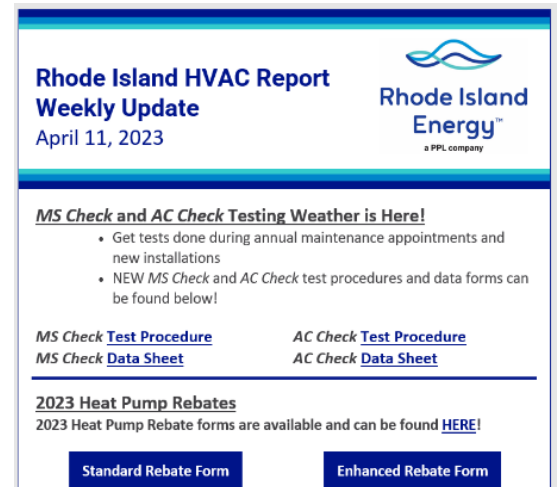 Rhode Island HVAC Report
Weekly Update
April 11, 2023
Rhode Island
Energy™
a PPL company
MS Check and AC Check Testing Weather is Here!
• Get tests done during annual maintenance appointments and
new installations
• NEW MS Check and AC Check test procedures and data forms can
be found below!
MS Check Test Procedure AC Check Test Procedure
MS Check Data Sheet AC Check Data Sheet
2023 Heat Pump Rebates
2023 Heat Pump Rebate forms are available and can be found HERE!
Standard Rebate Form Enhanced Rebate Form